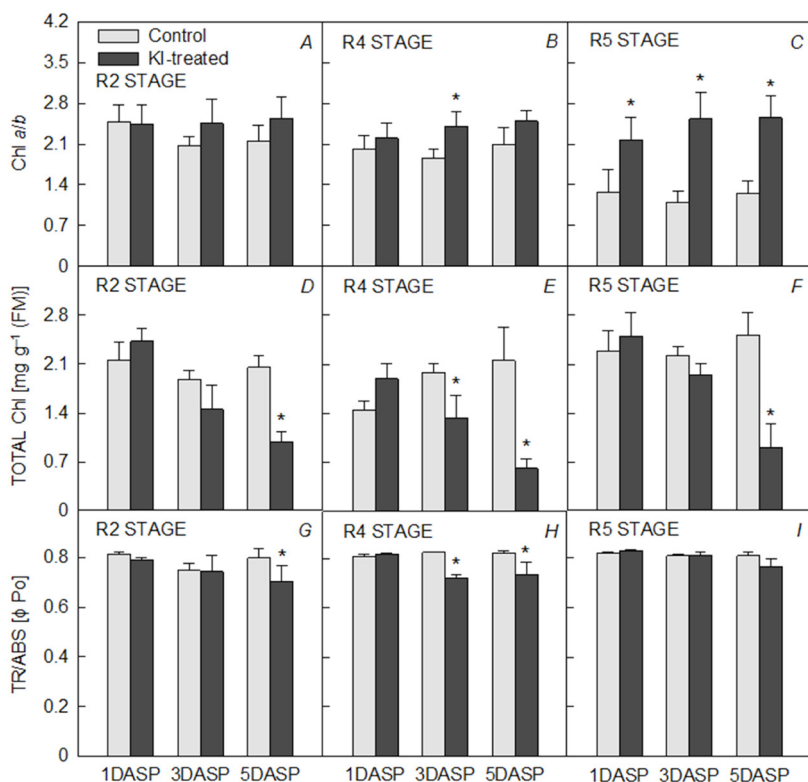 4.2
3.5
2.8
2.1
1.4
0.7
0
Chl a/b
Control
KI-treated
R2 STAGE
A
R4 STAGE
B
*
R5 STAGE
C
*
*
*
2.8
2.1
1.4
0.7
0
TOTAL Chl [mg g⁻¹ (FM)]
R2 STAGE
D
*
R4 STAGE
E
*
*
R5 STAGE
F
*
0.8
0.6
0.4
0.2
0
TR/ABS [ϕ Po]
R2 STAGE
G
*
R4 STAGE
H
*
*
R5 STAGE
I
1DASP 3DASP 5DASP
1DASP 3DASP 5DASP
1DASP 3DASP 5DASP